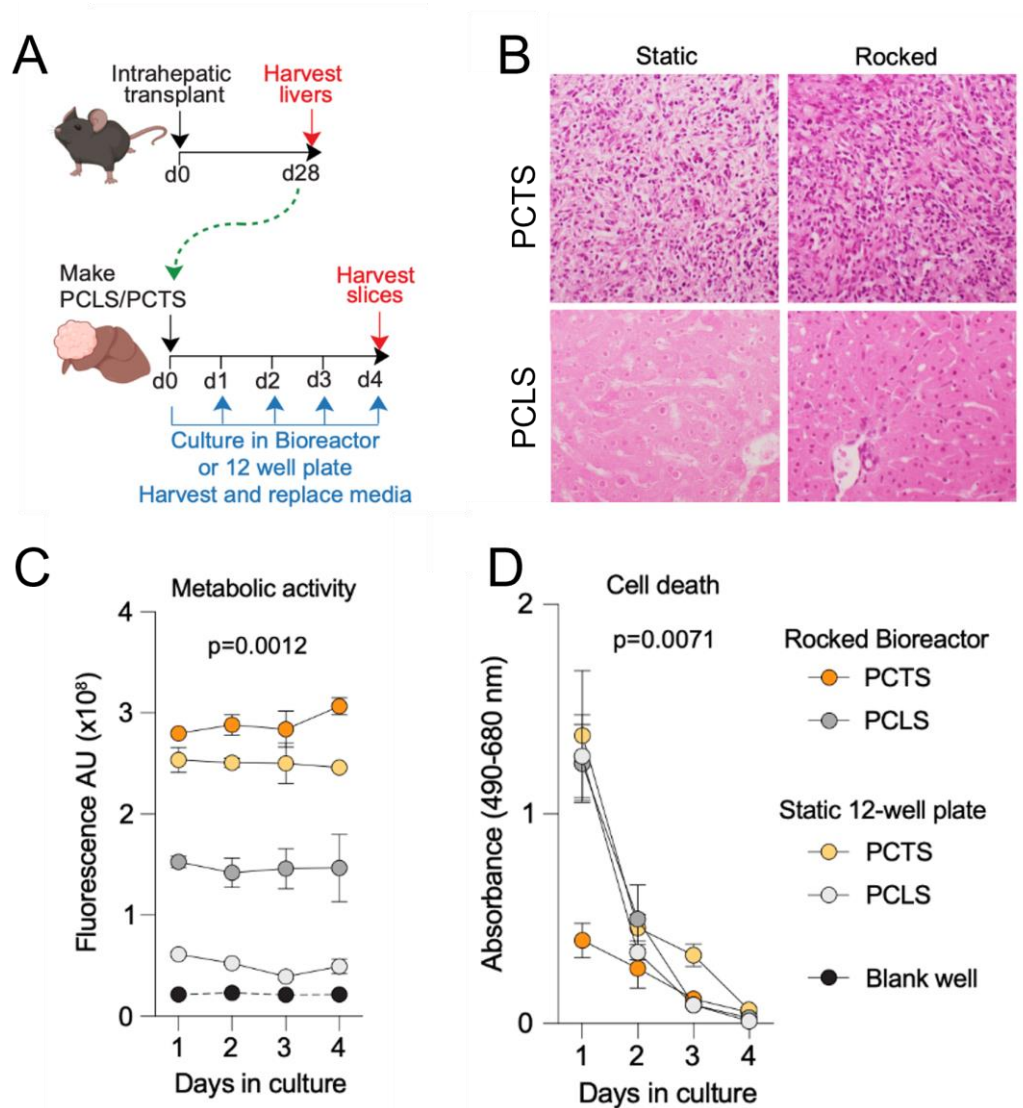 A
Intrahepatic
transplant
Harvest
livers
d0
d28
Make
PCLS/PCTS
Harvest
slices
d0
d1
d2
d3
d4
Culture in Bioreactor
or 12 well plate
Harvest and replace media
B
Static
Rocked
PCTS
PCLS
C
Metabolic activity
p=0.0012
Fluorescence AU (x10⁸)
4
3
2
1
0
1 2 3 4
Days in culture
D
Cell death
p=0.0071
Absorbance (490-680 nm)
2
1
0
1 2 3 4
Days in culture
Rocked Bioreactor
PCTS
PCLS
Static 12-well plate
PCTS
PCLS
Blank well